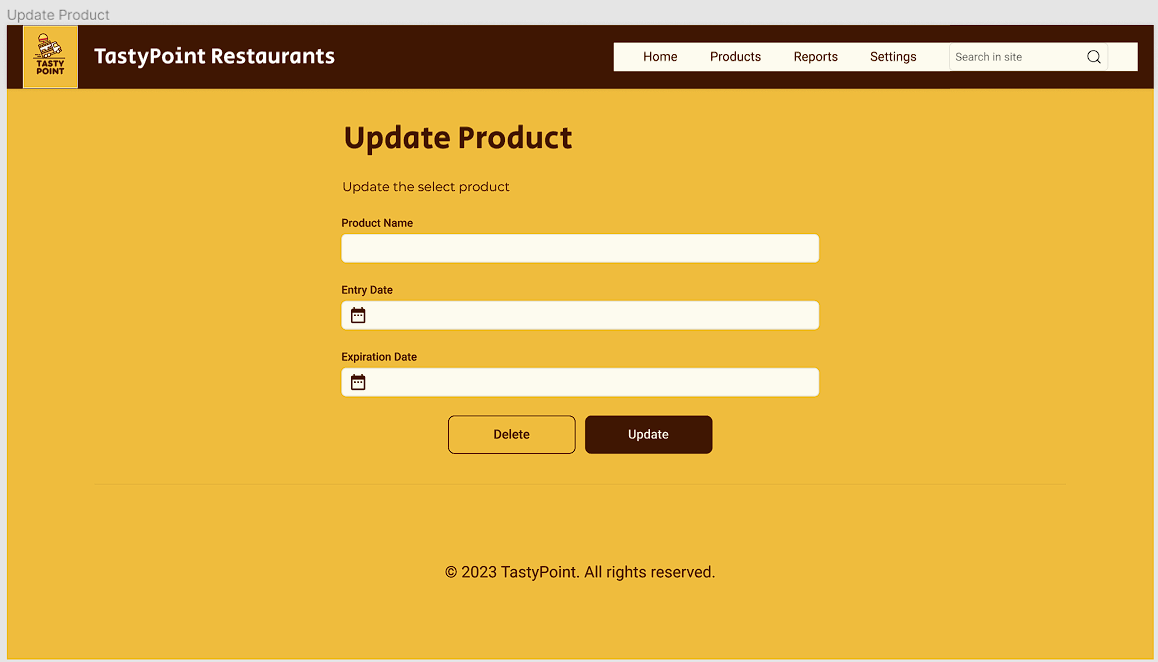 Update Product
TASTY
POINT
TastyPoint Restaurants
Home Products Reports Settings Search in site
Update Product
Update the select product
Product Name
Entry Date
Expiration Date
Delete Update
© 2023 TastyPoint. All rights reserved.